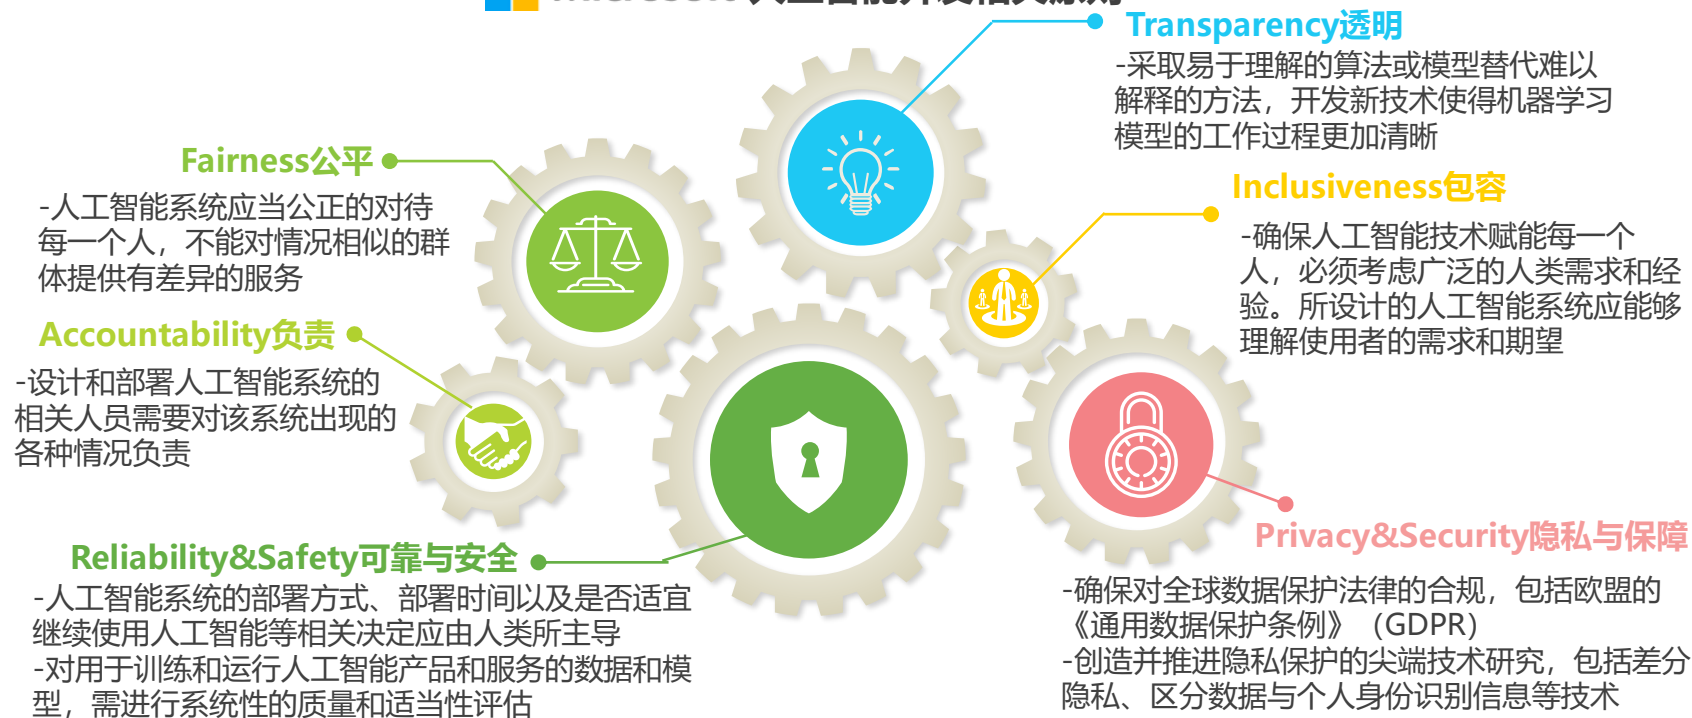 Microsoft 人工智能开发相关原则
Transparency透明
-采取易于理解的算法或模型替代难以
解释的方法，开发新技术使得机器学习
模型的工作过程更加清晰
Fairness公平
-人工智能系统应当公正的对待
每一个人，不能对情况相似的群
体提供有差异的服务
Inclusiveness包容
-确保人工智能技术赋能每一个
人，必须考虑广泛的人类需求和经
验。所设计的人工智能系统应能够
理解使用者的需求和期望
Accountability负责
-设计和部署人工智能系统的
相关人员需要对该系统出现的
各种情况负责
Reliability&Safety可靠与安全
-人工智能系统的部署方式、部署时间以及是否适宜
继续使用人工智能等相关决定应由人类所主导
-对用于训练和运行人工智能产品和服务的数据和模
型，需进行系统性的质量和适当性评估
Privacy&Security隐私与保障
-确保对全球数据保护法律的合规，包括欧盟的
《通用数据保护条例》（GDPR）
-创造并推进隐私保护的尖端技术研究，包括差分
隐私、区分数据与个人身份识别信息等技术